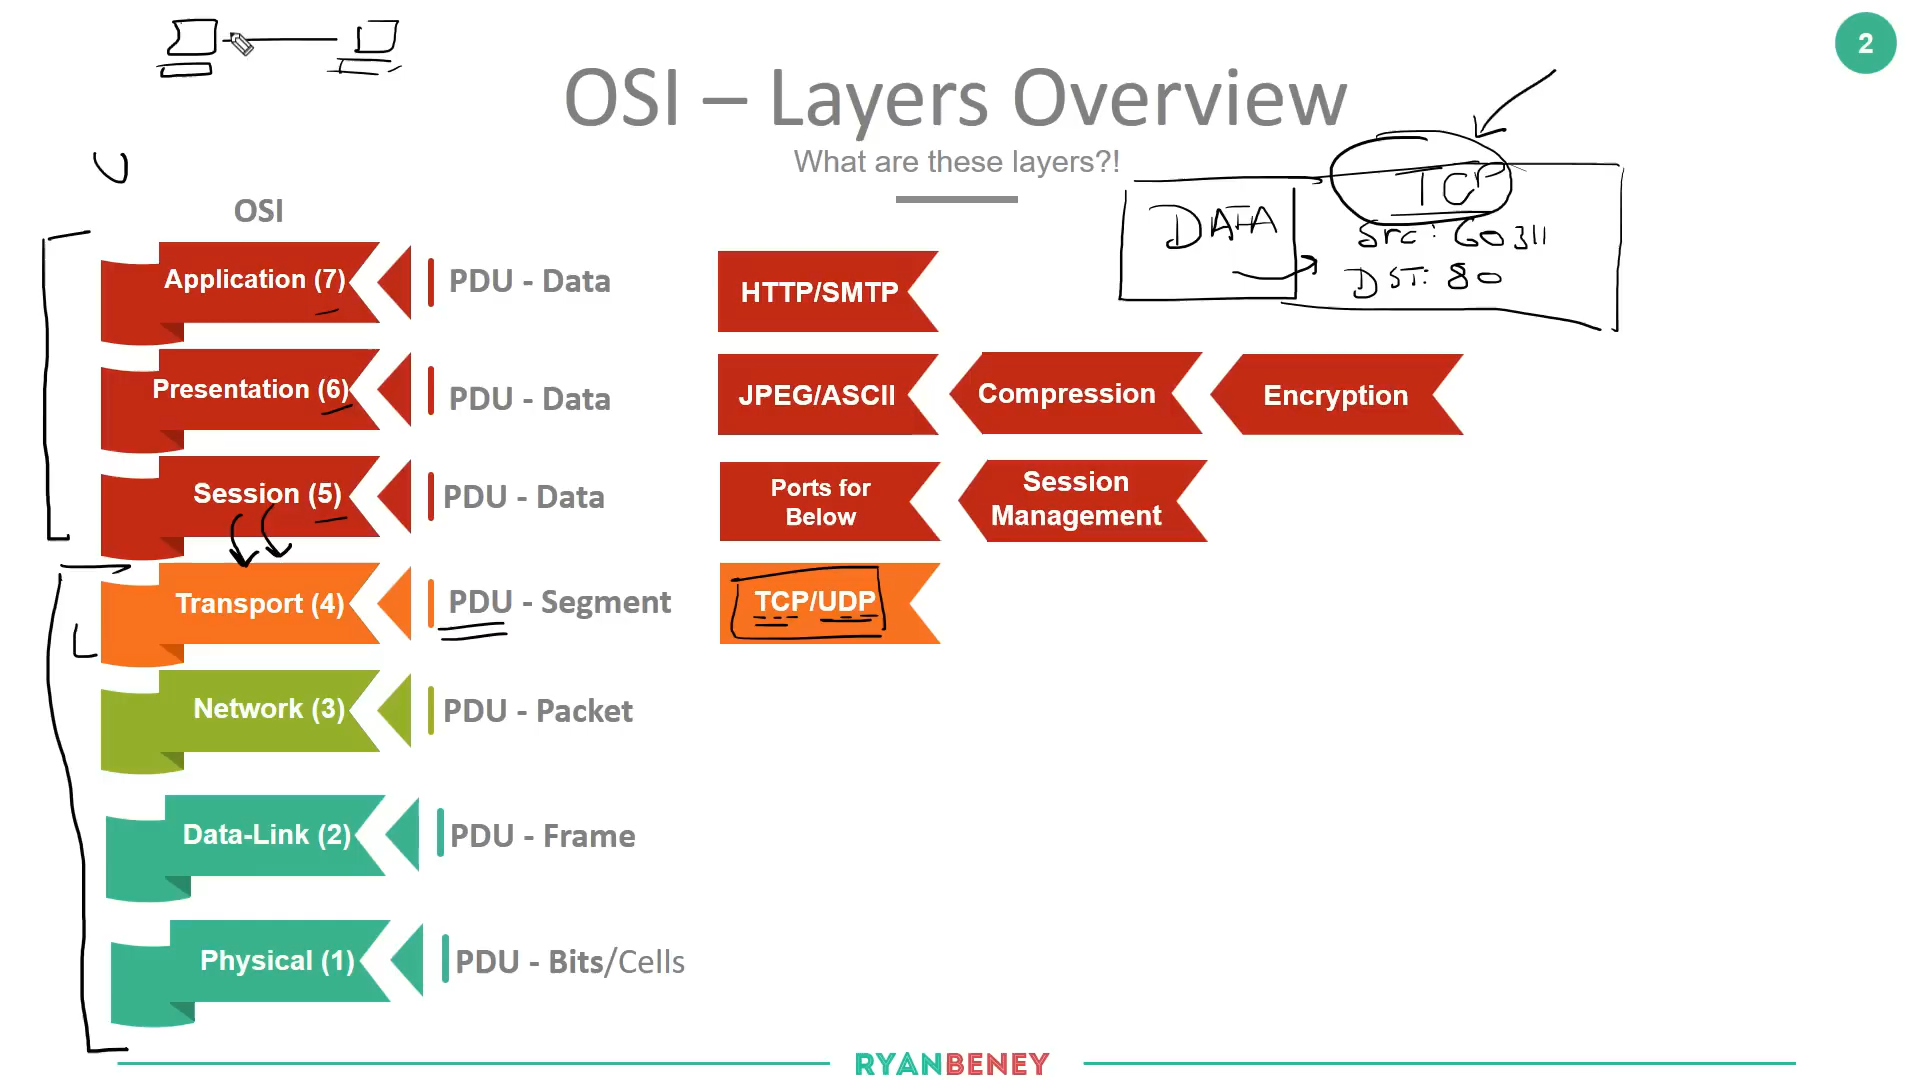 2
OSI – Layers Overview
What are these layers?!
OSI
TCP
DATA
Src: 60311
DST: 80
Application (7)
PDU - Data
HTTP/SMTP
Presentation (6)
PDU - Data
JPEG/ASCII
Compression
Encryption
Session (5)
PDU - Data
Ports for
Below
Session
Management
Transport (4)
PDU - Segment
TCP/UDP
Network (3)
PDU - Packet
Data-Link (2)
PDU - Frame
Physical (1)
PDU - Bits/Cells
RYANBENEY